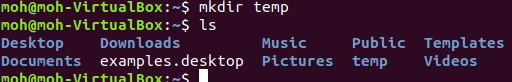 moh@moh-VirtualBox:~$ mkdir temp
moh@moh-VirtualBox:~$ ls
Desktop    Downloads         Music     Public  Templates
Documents  examples.desktop  Pictures  temp    Videos
moh@moh-VirtualBox:~$